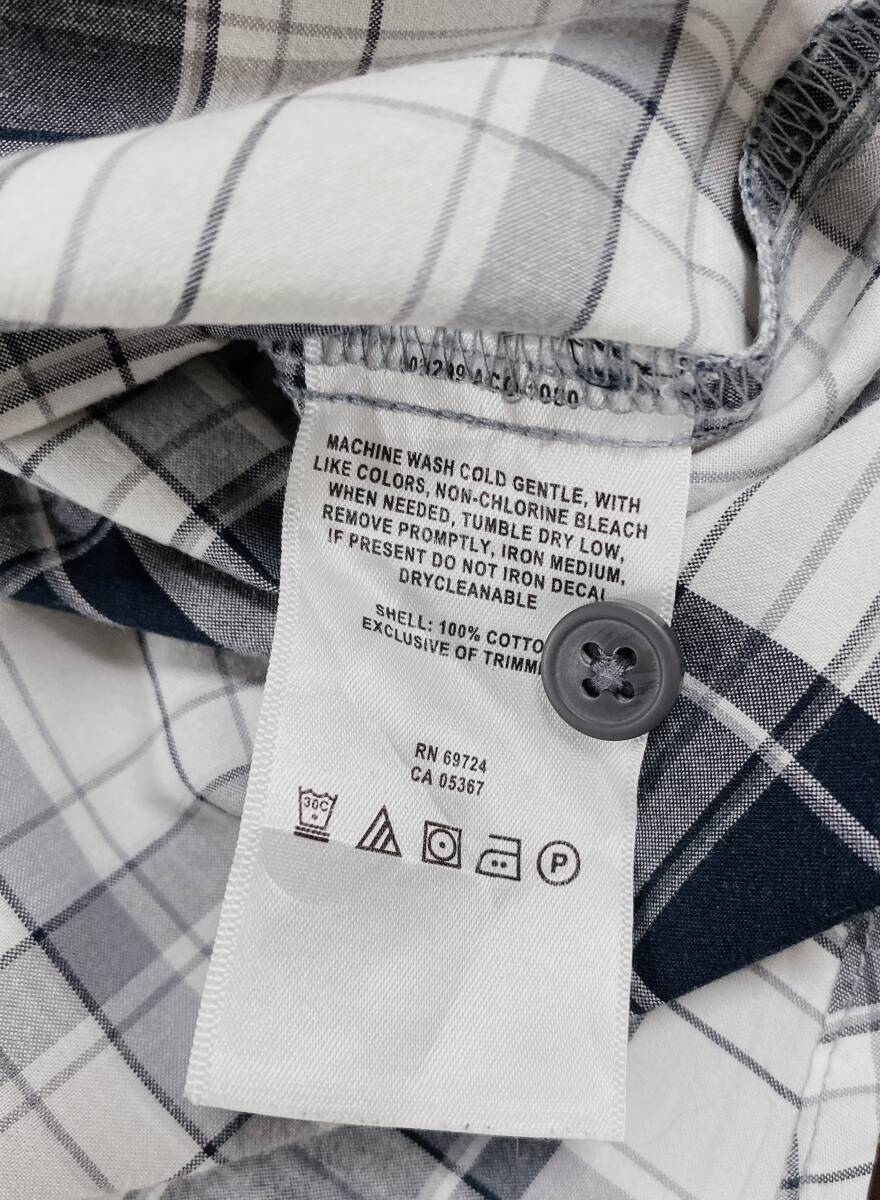 MACHINE WASH COLD GENTLE, WITH
LIKE COLORS, NON-CHLORINE BLEACH
WHEN NEEDED, TUMBLE DRY LOW,
REMOVE PROMPTLY, IRON MEDIUM,
IF PRESENT DO NOT IRON DECAL
DRYCLEANABLE
SHELL: 100% COTTO
EXCLUSIVE OF TRIMM
RN 69724
CA 05367
30C
P